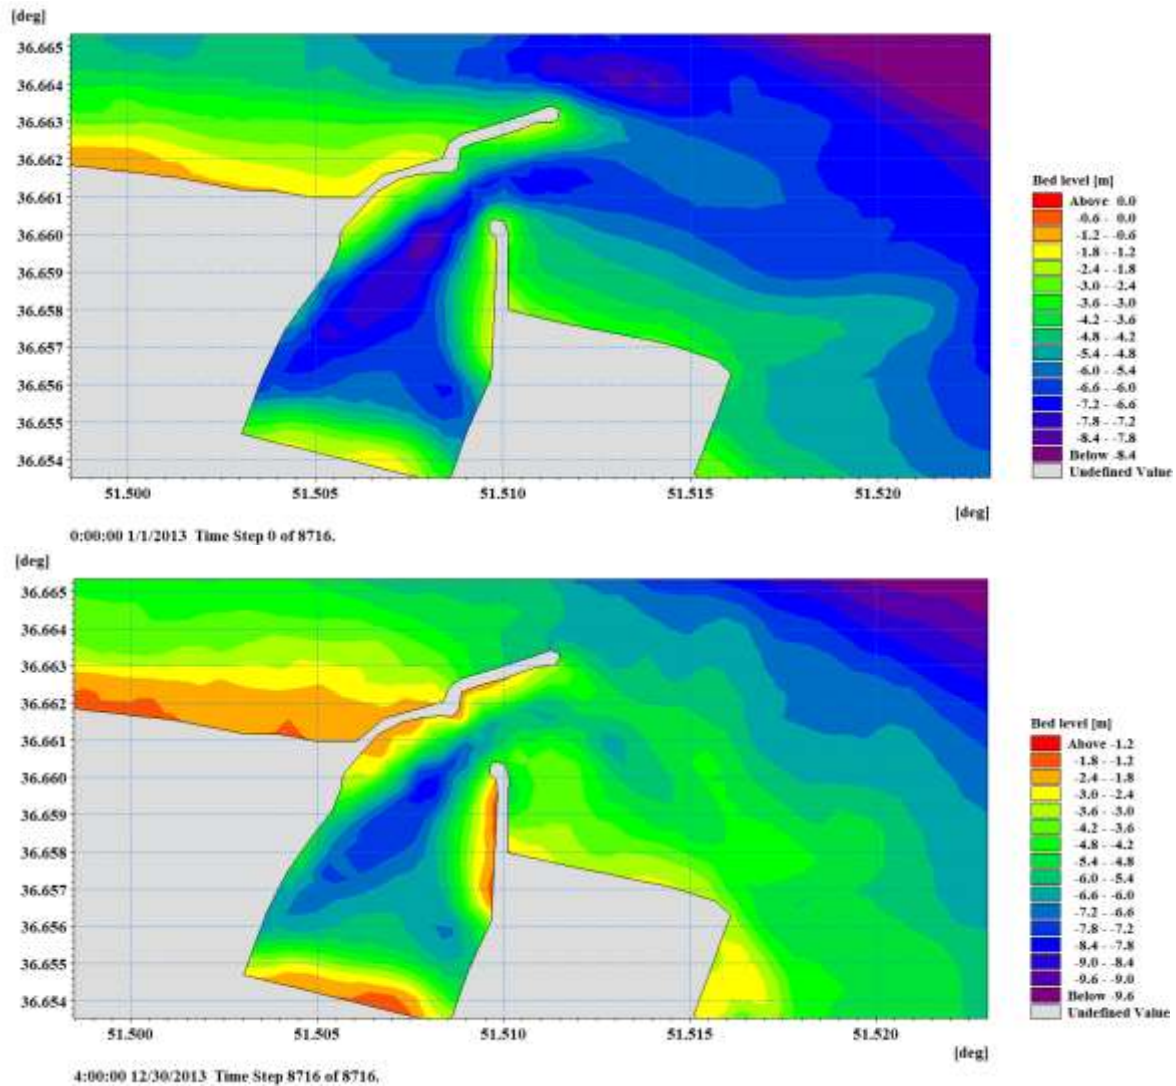 [deg]
36.665
36.664
36.663
36.662
36.661
36.660
36.659
36.658
36.657
36.656
36.655
36.654
51.500 51.505 51.510 51.515 51.520
[deg]
Bed level [m]
Above 0.0
-0.6 - 0.0
-1.2 - -0.6
-1.8 - -1.2
-2.4 - -1.8
-3.0 - -2.4
-3.6 - -3.0
-4.2 - -3.6
-4.8 - -4.2
-5.4 - -4.8
-6.0 - -5.4
-6.6 - -6.0
-7.2 - -6.6
-7.8 - -7.2
-8.4 - -7.8
Below -8.4
Undefined Value
0:00:00 1/1/2013 Time Step 0 of 8716.
[deg]
36.665
36.664
36.663
36.662
36.661
36.660
36.659
36.658
36.657
36.656
36.655
36.654
51.500 51.505 51.510 51.515 51.520
[deg]
Bed level [m]
Above -1.2
-1.8 - -1.2
-2.4 - -1.8
-3.0 - -2.4
-3.6 - -3.0
-4.2 - -3.6
-4.8 - -4.2
-5.4 - -4.8
-6.0 - -5.4
-6.6 - -6.0
-7.2 - -6.6
-7.8 - -7.2
-8.4 - -7.8
-9.0 - -8.4
-9.6 - -9.0
Below -9.6
Undefined Value
4:00:00 12/30/2013 Time Step 8716 of 8716.